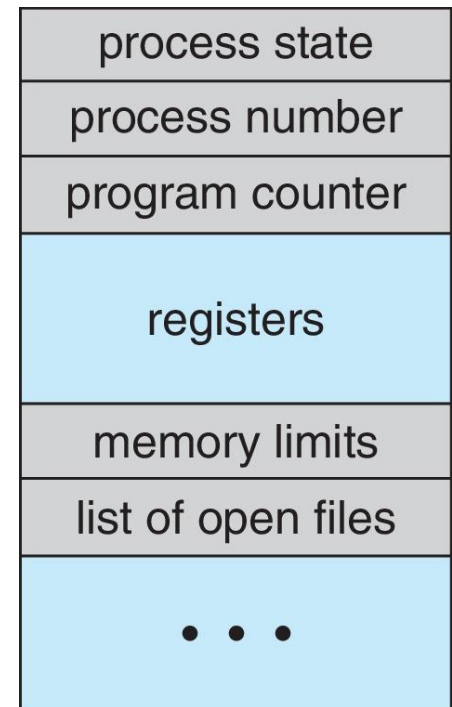 process state
process number
program counter
registers
memory limits
list of open files
• • •